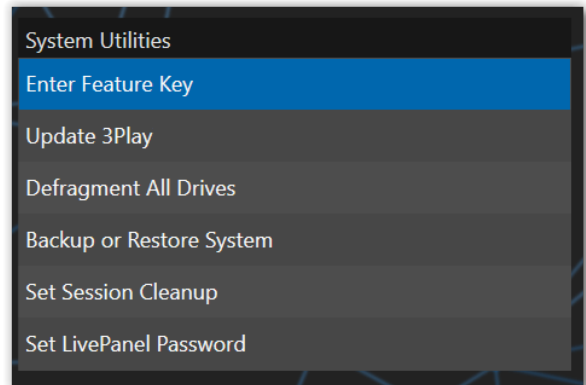 System Utilities
Enter Feature Key
Update 3Play
Defragment All Drives
Backup or Restore System
Set Session Cleanup
Set LivePanel Password